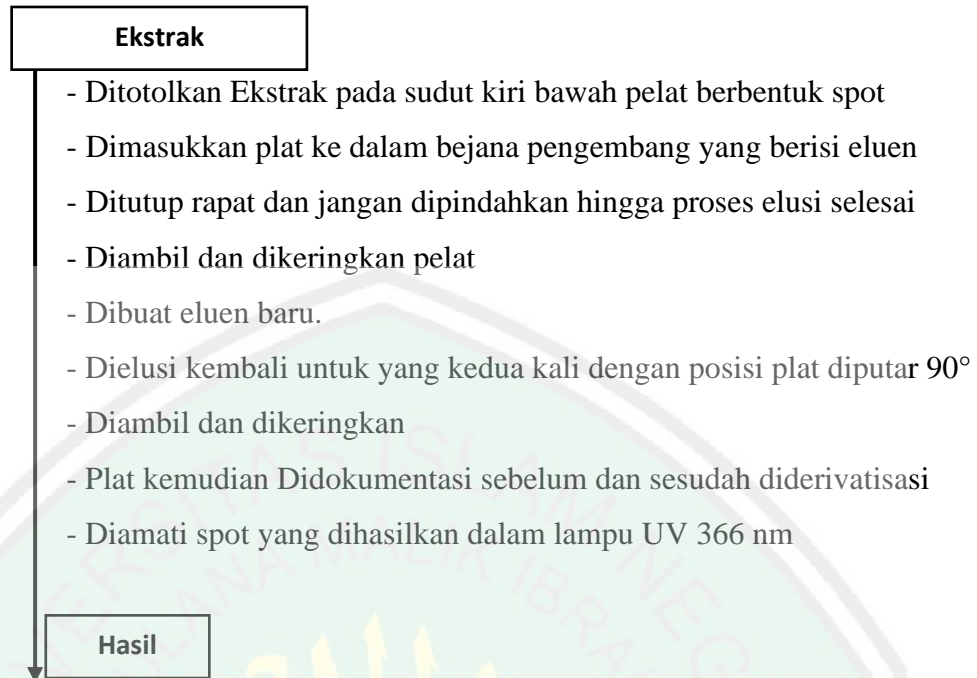 Ekstrak
- Ditotolkan Ekstrak pada sudut kiri bawah pelat berbentuk spot
- Dimasukkan plat ke dalam bejana pengembang yang berisi eluen
- Ditutup rapat dan jangan dipindahkan hingga proses elusi selesai
- Diambil dan dikeringkan pelat
- Dibuat eluen baru.
- Dielusi kembali untuk yang kedua kali dengan posisi plat diputar 90°
- Diambil dan dikeringkan
- Plat kemudian Didokumentasi sebelum dan sesudah diderivatisasi
- Diamati spot yang dihasilkan dalam lampu UV 366 nm
Hasil